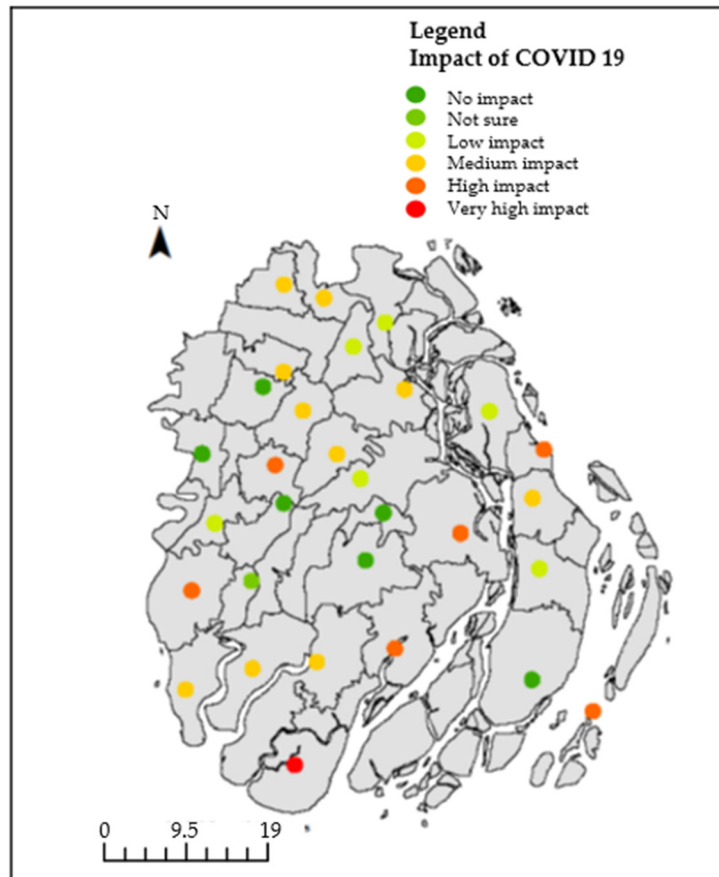 Legend
Impact of COVID 19
No impact
Not sure
Low impact
Medium impact
High impact
Very high impact
N
0 9.5 19